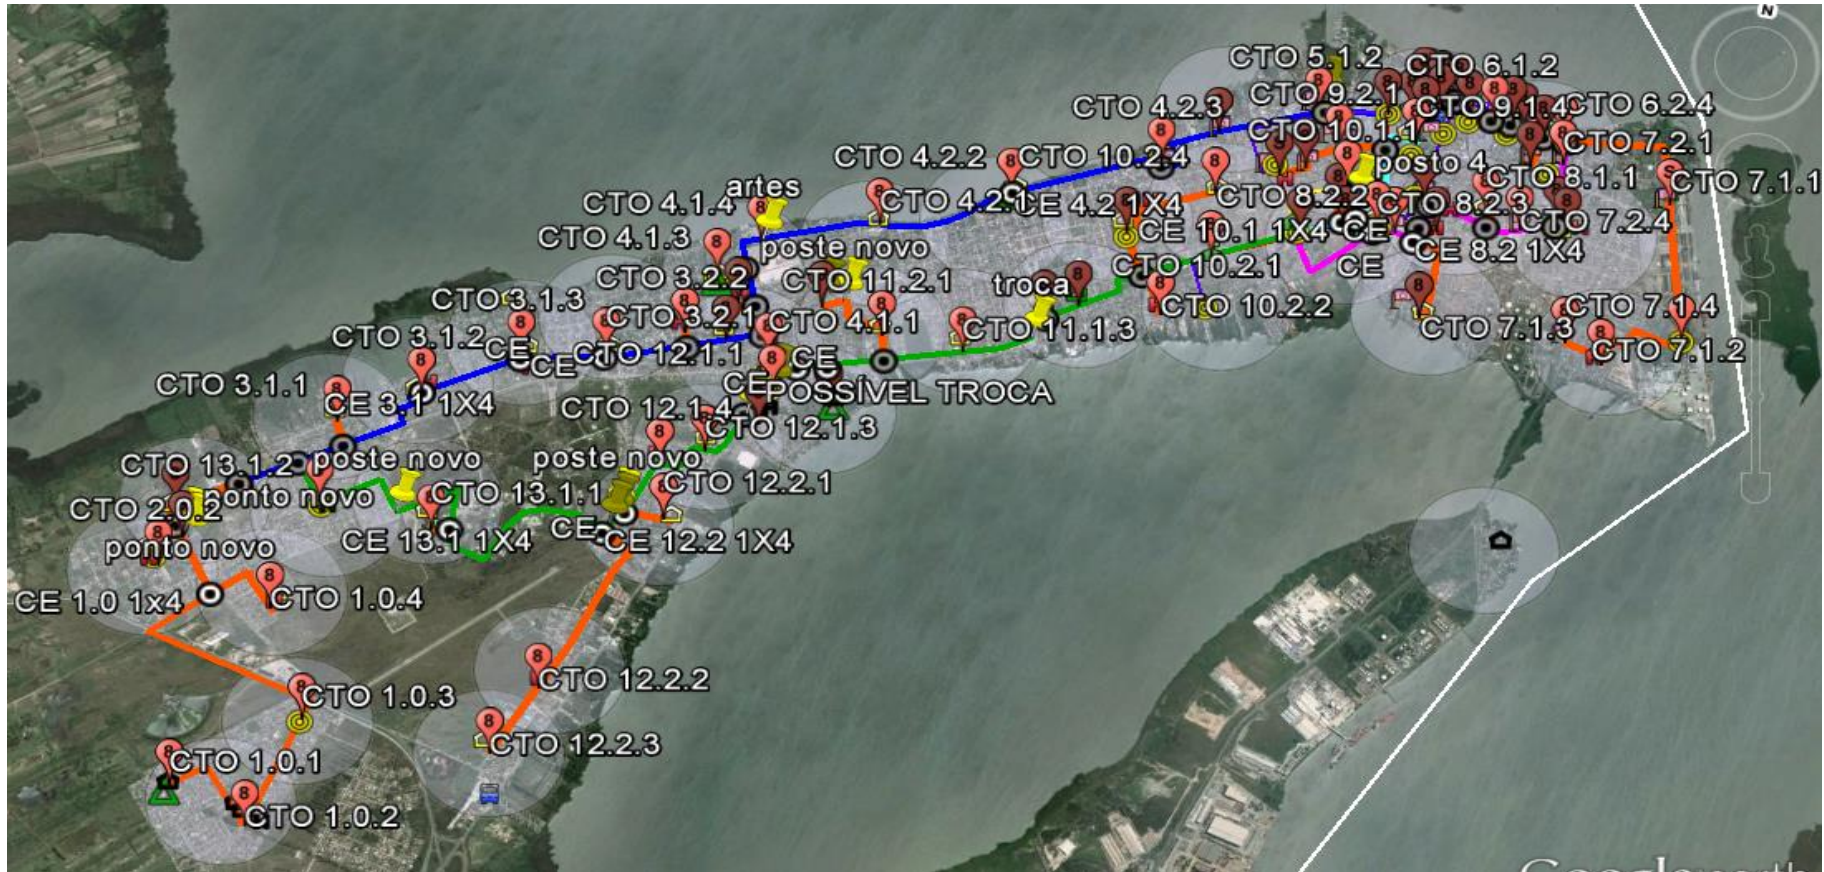 N
CTO 5.1.2
CTO 6.1.2
CTO 4.2.3
CTO 9.2.1
CTO 9.1.4
CTO 6.2.4
CTO 10.1.1
CTO 7.2.1
CTO 4.2.2
CTO 10.2.4
posto 4
CTO 8.1.1
CTO 7.1.1
artes
CTO 4.1.4
CTO 4.2.1
CE 4.2 1X4
CTO 8.2.2
CTO 8.2.3
CTO 7.2.4
CTO 4.1.3
poste novo
CE 10.1 1X4
CE
CE 8.2 1X4
CTO 3.2.2
CTO 11.2.1
troca
CTO 10.2.1
CE
CTO 3.1.3
CTO 3.2.1
CTO 4.1.1
CTO 11.1.3
CTO 10.2.2
CTO 7.1.4
CTO 7.1.3
CTO 7.1.2
CTO 3.1.2
CE
CE
CTO 12.1.1
CE
CTO 3.1.1
CE 3.1 1X4
CE
POSSÍVEL TROCA
CTO 12.1.4
CTO 12.1.3
CTO 13.1.2
poste novo
poste novo
CTO 2.0.2
ponto novo
CTO 13.1.1
CTO 12.2.1
ponto novo
CE 13.1 1X4
CE
CE 12.2 1X4
CE 1.0 1x4
CTO 1.0.4
CTO 1.0.3
CTO 12.2.2
CTO 1.0.1
CTO 12.2.3
CTO 1.0.2
Google earth